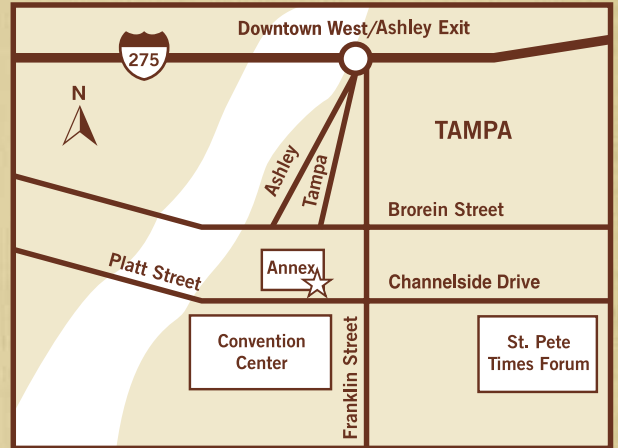 Downtown West/Ashley Exit
275
N
TAMPA
Ashley
Tampa
Brorein Street
Platt Street
Annex
Channelside Drive
Convention
Center
Franklin Street
St. Pete
Times Forum